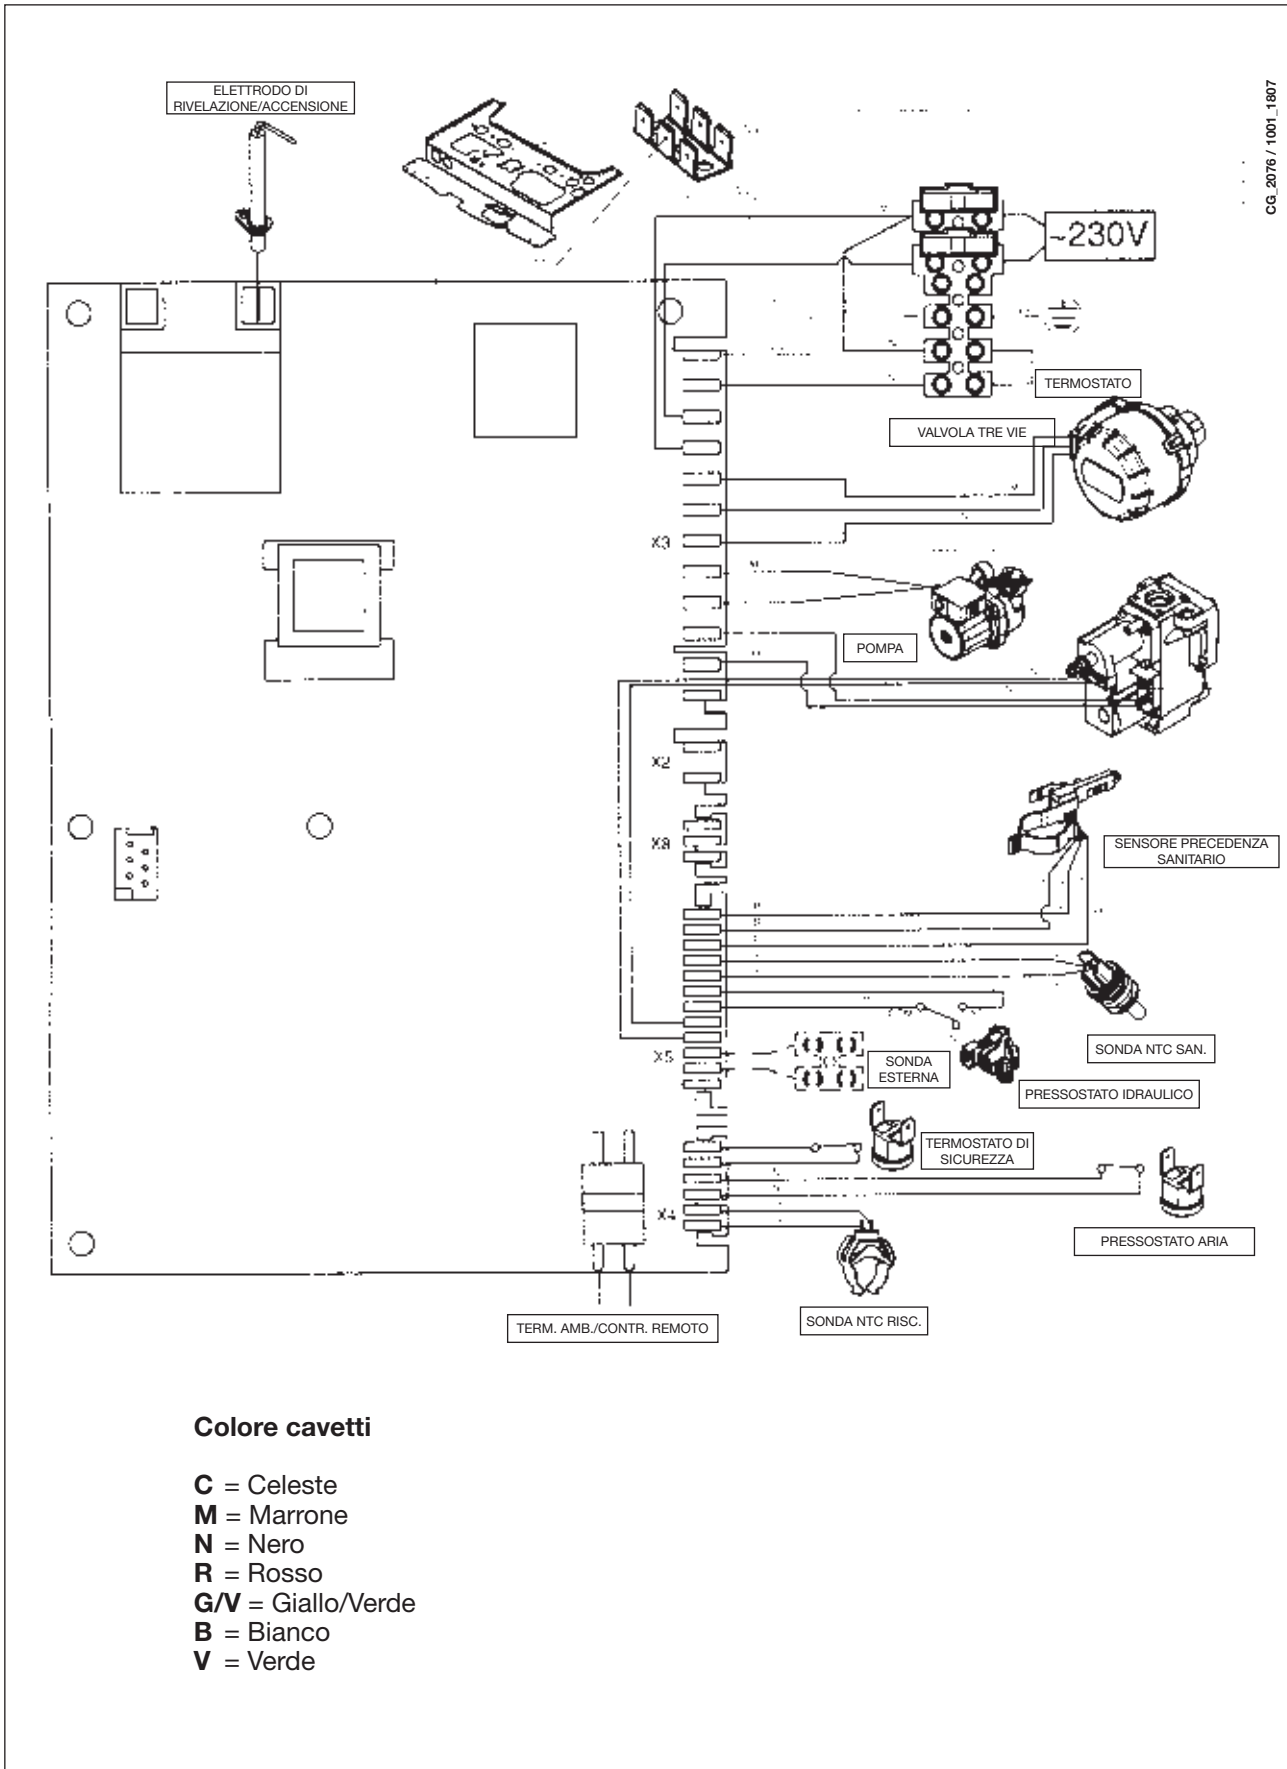 CG_2076 / 1001_1807
ELETTRODO DI
RIVELAZIONE/ACCENSIONE
~230V
TERMOSTATO
VALVOLA TRE VIE
X3
POMPA
X2
SENSORE PRECEDENZA
SANITARIO
SONDA NTC SAN.
X5
SONDA
ESTERNA
PRESSOSTATO IDRAULICO
TERMOSTATO DI
SICUREZZA
X4
PRESSOSTATO ARIA
SONDA NTC RISC.
TERM. AMB./CONTR. REMOTO
Colore cavetti
C = Celeste
M = Marrone
N = Nero
R = Rosso
G/V = Giallo/Verde
B = Bianco
V = Verde